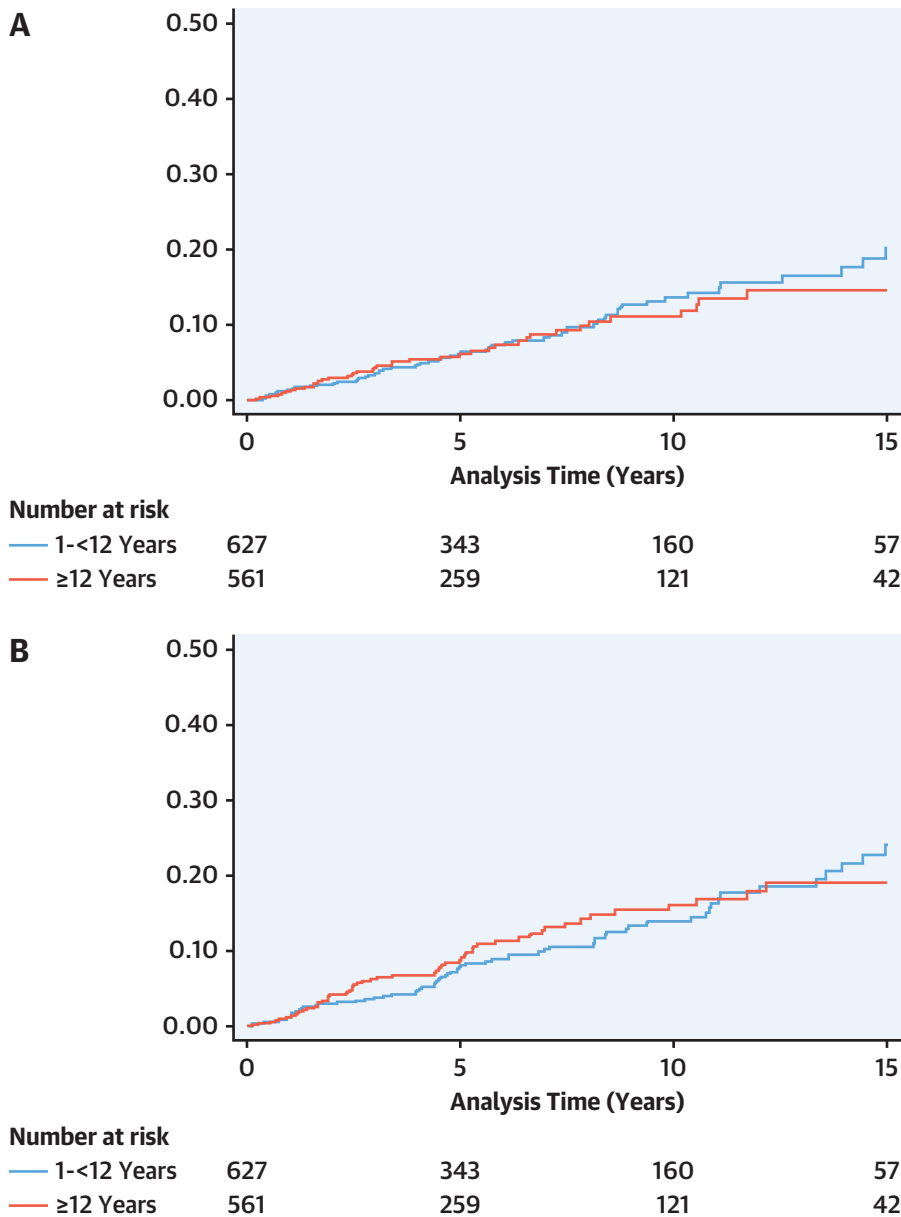 A
0.50
0.40
0.30
0.20
0.10
0.00
0 5 10 15
Analysis Time (Years)
Number at risk
1-<12 Years 627 343 160 57
≥12 Years 561 259 121 42
B
0.50
0.40
0.30
0.20
0.10
0.00
0 5 10 15
Analysis Time (Years)
Number at risk
1-<12 Years 627 343 160 57
≥12 Years 561 259 121 42